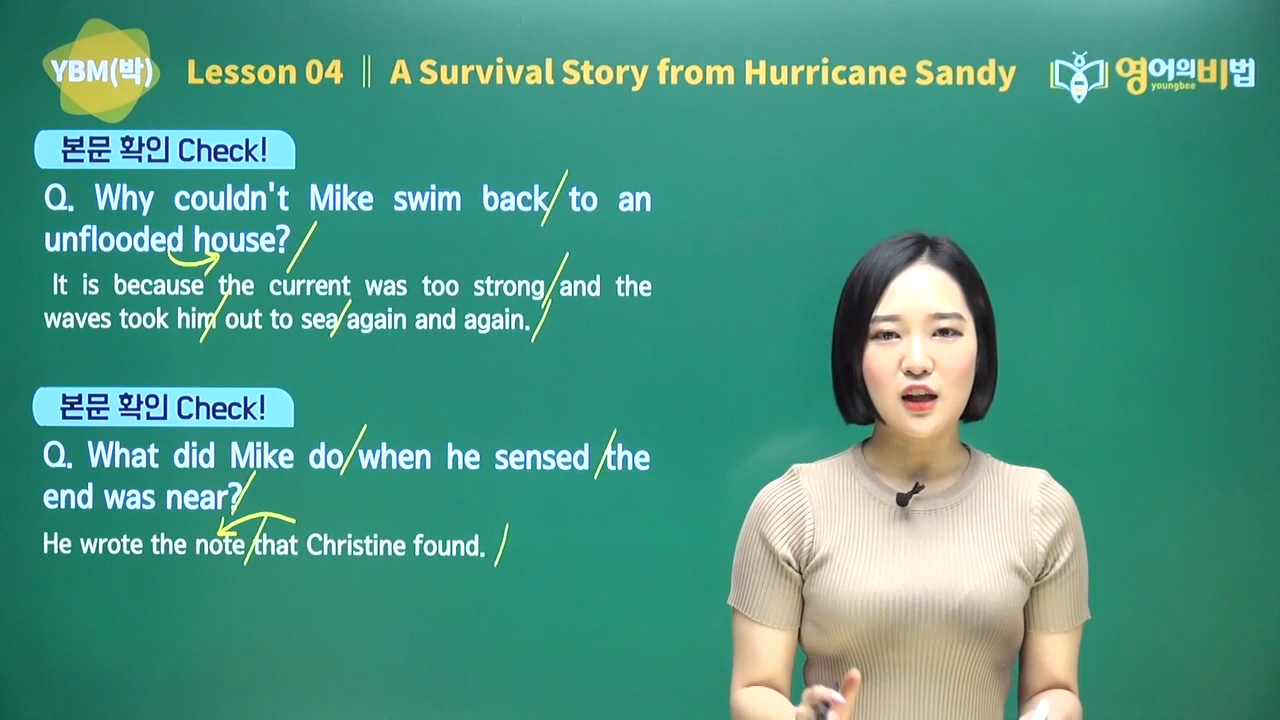 YBM(박)
Lesson 04 || A Survival Story from Hurricane Sandy
영어의비법
youngbee
본문 확인 Check!
Q. Why couldn't Mike swim back to an
unflooded house?
It is because the current was too strong and the
waves took him out to sea again and again.
본문 확인 Check!
Q. What did Mike do when he sensed the
end was near?
He wrote the note that Christine found.